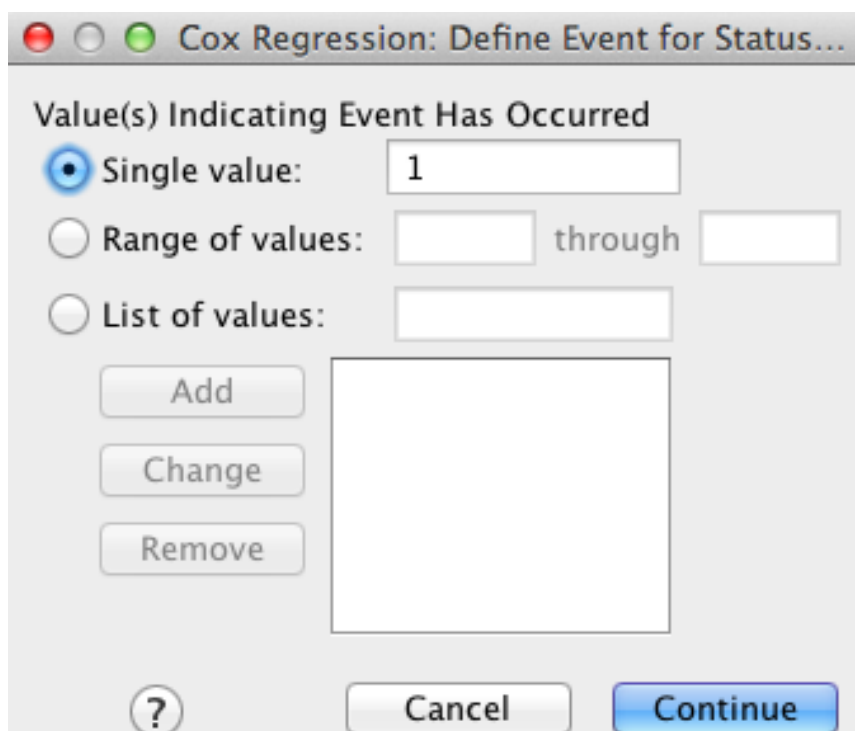 Cox Regression: Define Event for Status...
Value(s) Indicating Event Has Occurred
Single value: 1
Range of values: through
List of values:
Add
Change
Remove
? Cancel Continue